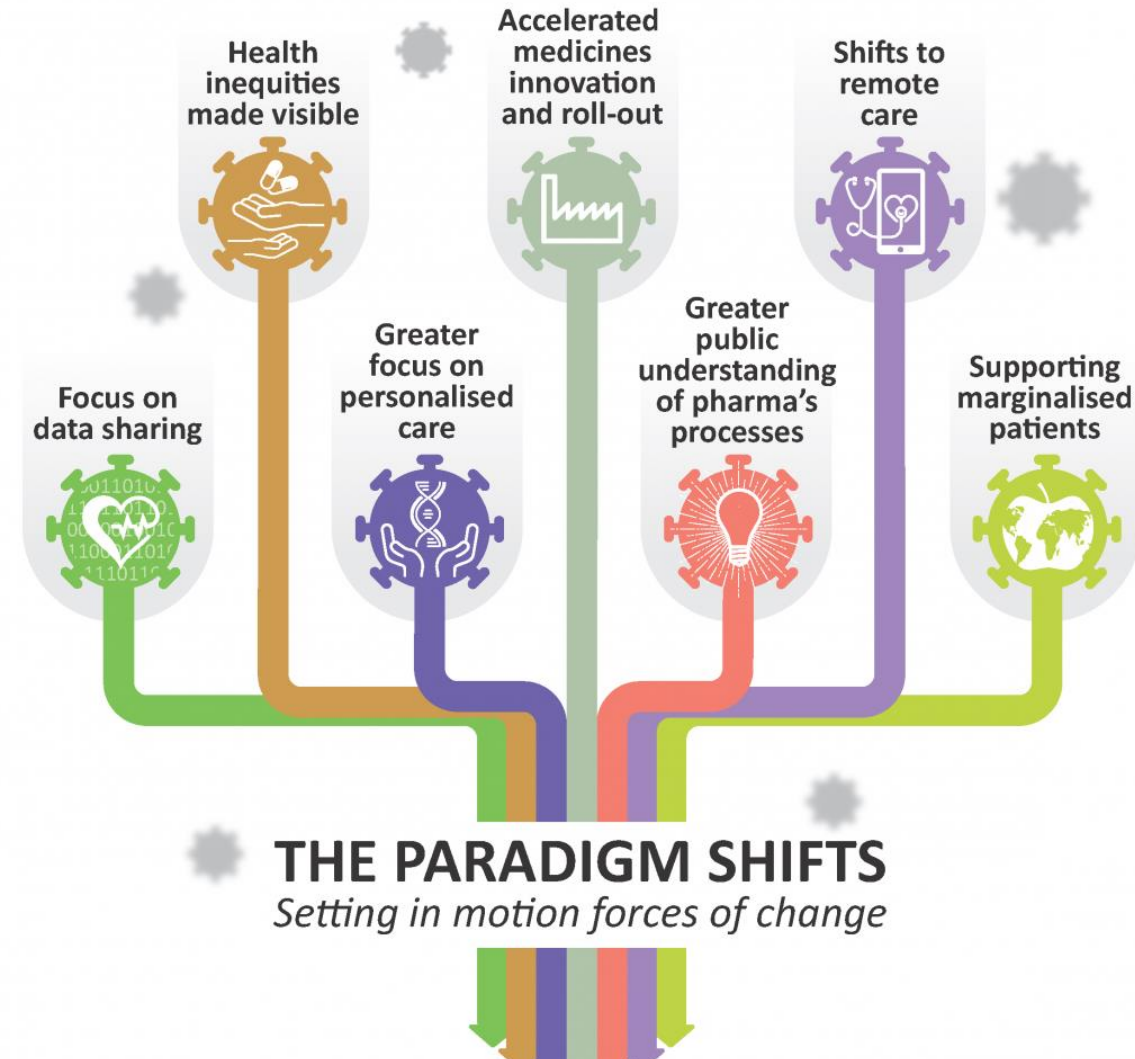 Health
inequities
made visible
Accelerated
medicines
innovation
and roll-out
Shifts to
remote
care
Focus on
data sharing
Greater
focus on
personalised
care
Greater
public
understanding
of pharma's
processes
Supporting
marginalised
patients
THE PARADIGM SHIFTS
Setting in motion forces of change